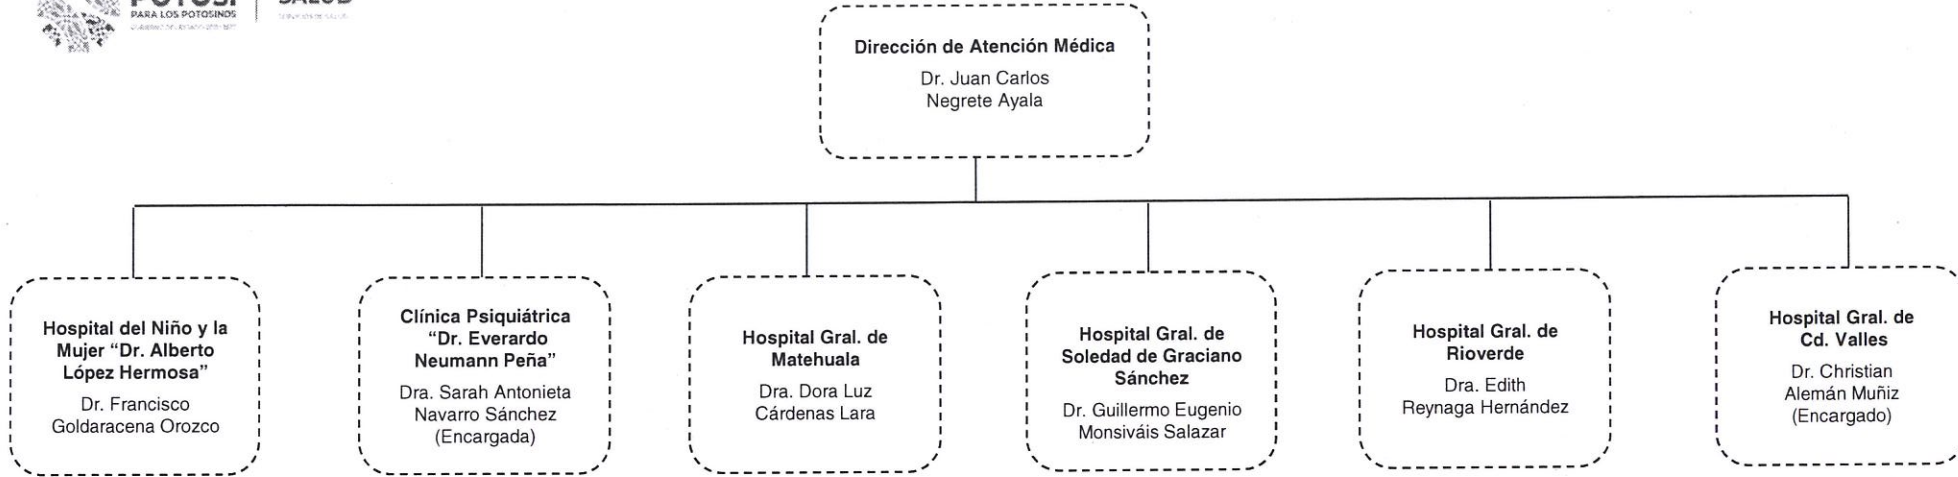 POTOSÍ
PARA LOS POTOSINOS
SALUD
Dirección de Atención Médica
Dr. Juan Carlos
Negrete Ayala
Hospital del Niño y la
Mujer “Dr. Alberto
López Hermosa”
Dr. Francisco
Goldaracena Orozco
Clínica Psiquiátrica
“Dr. Everardo
Neumann Peña”
Dra. Sarah Antonieta
Navarro Sánchez
(Encargada)
Hospital Gral. de
Matehuala
Dra. Dora Luz
Cárdenas Lara
Hospital Gral. de
Soledad de Graciano
Sánchez
Dr. Guillermo Eugenio
Monsiváis Salazar
Hospital Gral. de
Rioverde
Dra. Edith
Reynaga Hernández
Hospital Gral. de
Cd. Valles
Dr. Christian
Alemán Muñiz
(Encargado)